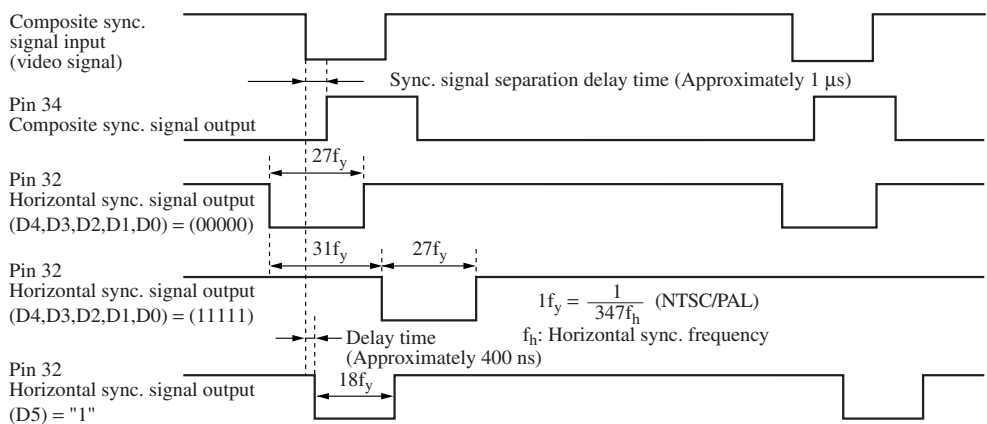 Composite sync.
signal input
(video signal)
Sync. signal separation delay time (Approximately 1 μs)
Pin 34
Composite sync. signal output
27fy
Pin 32
Horizontal sync. signal output
(D4,D3,D2,D1,D0) = (00000)
31fy 27fy
Pin 32
Horizontal sync. signal output
(D4,D3,D2,D1,D0) = (11111)
1fy = 1/347fh (NTSC/PAL)
fh: Horizontal sync. frequency
Delay time
(Approximately 400 ns)
Pin 32
Horizontal sync. signal output
(D5) = "1"
18fy